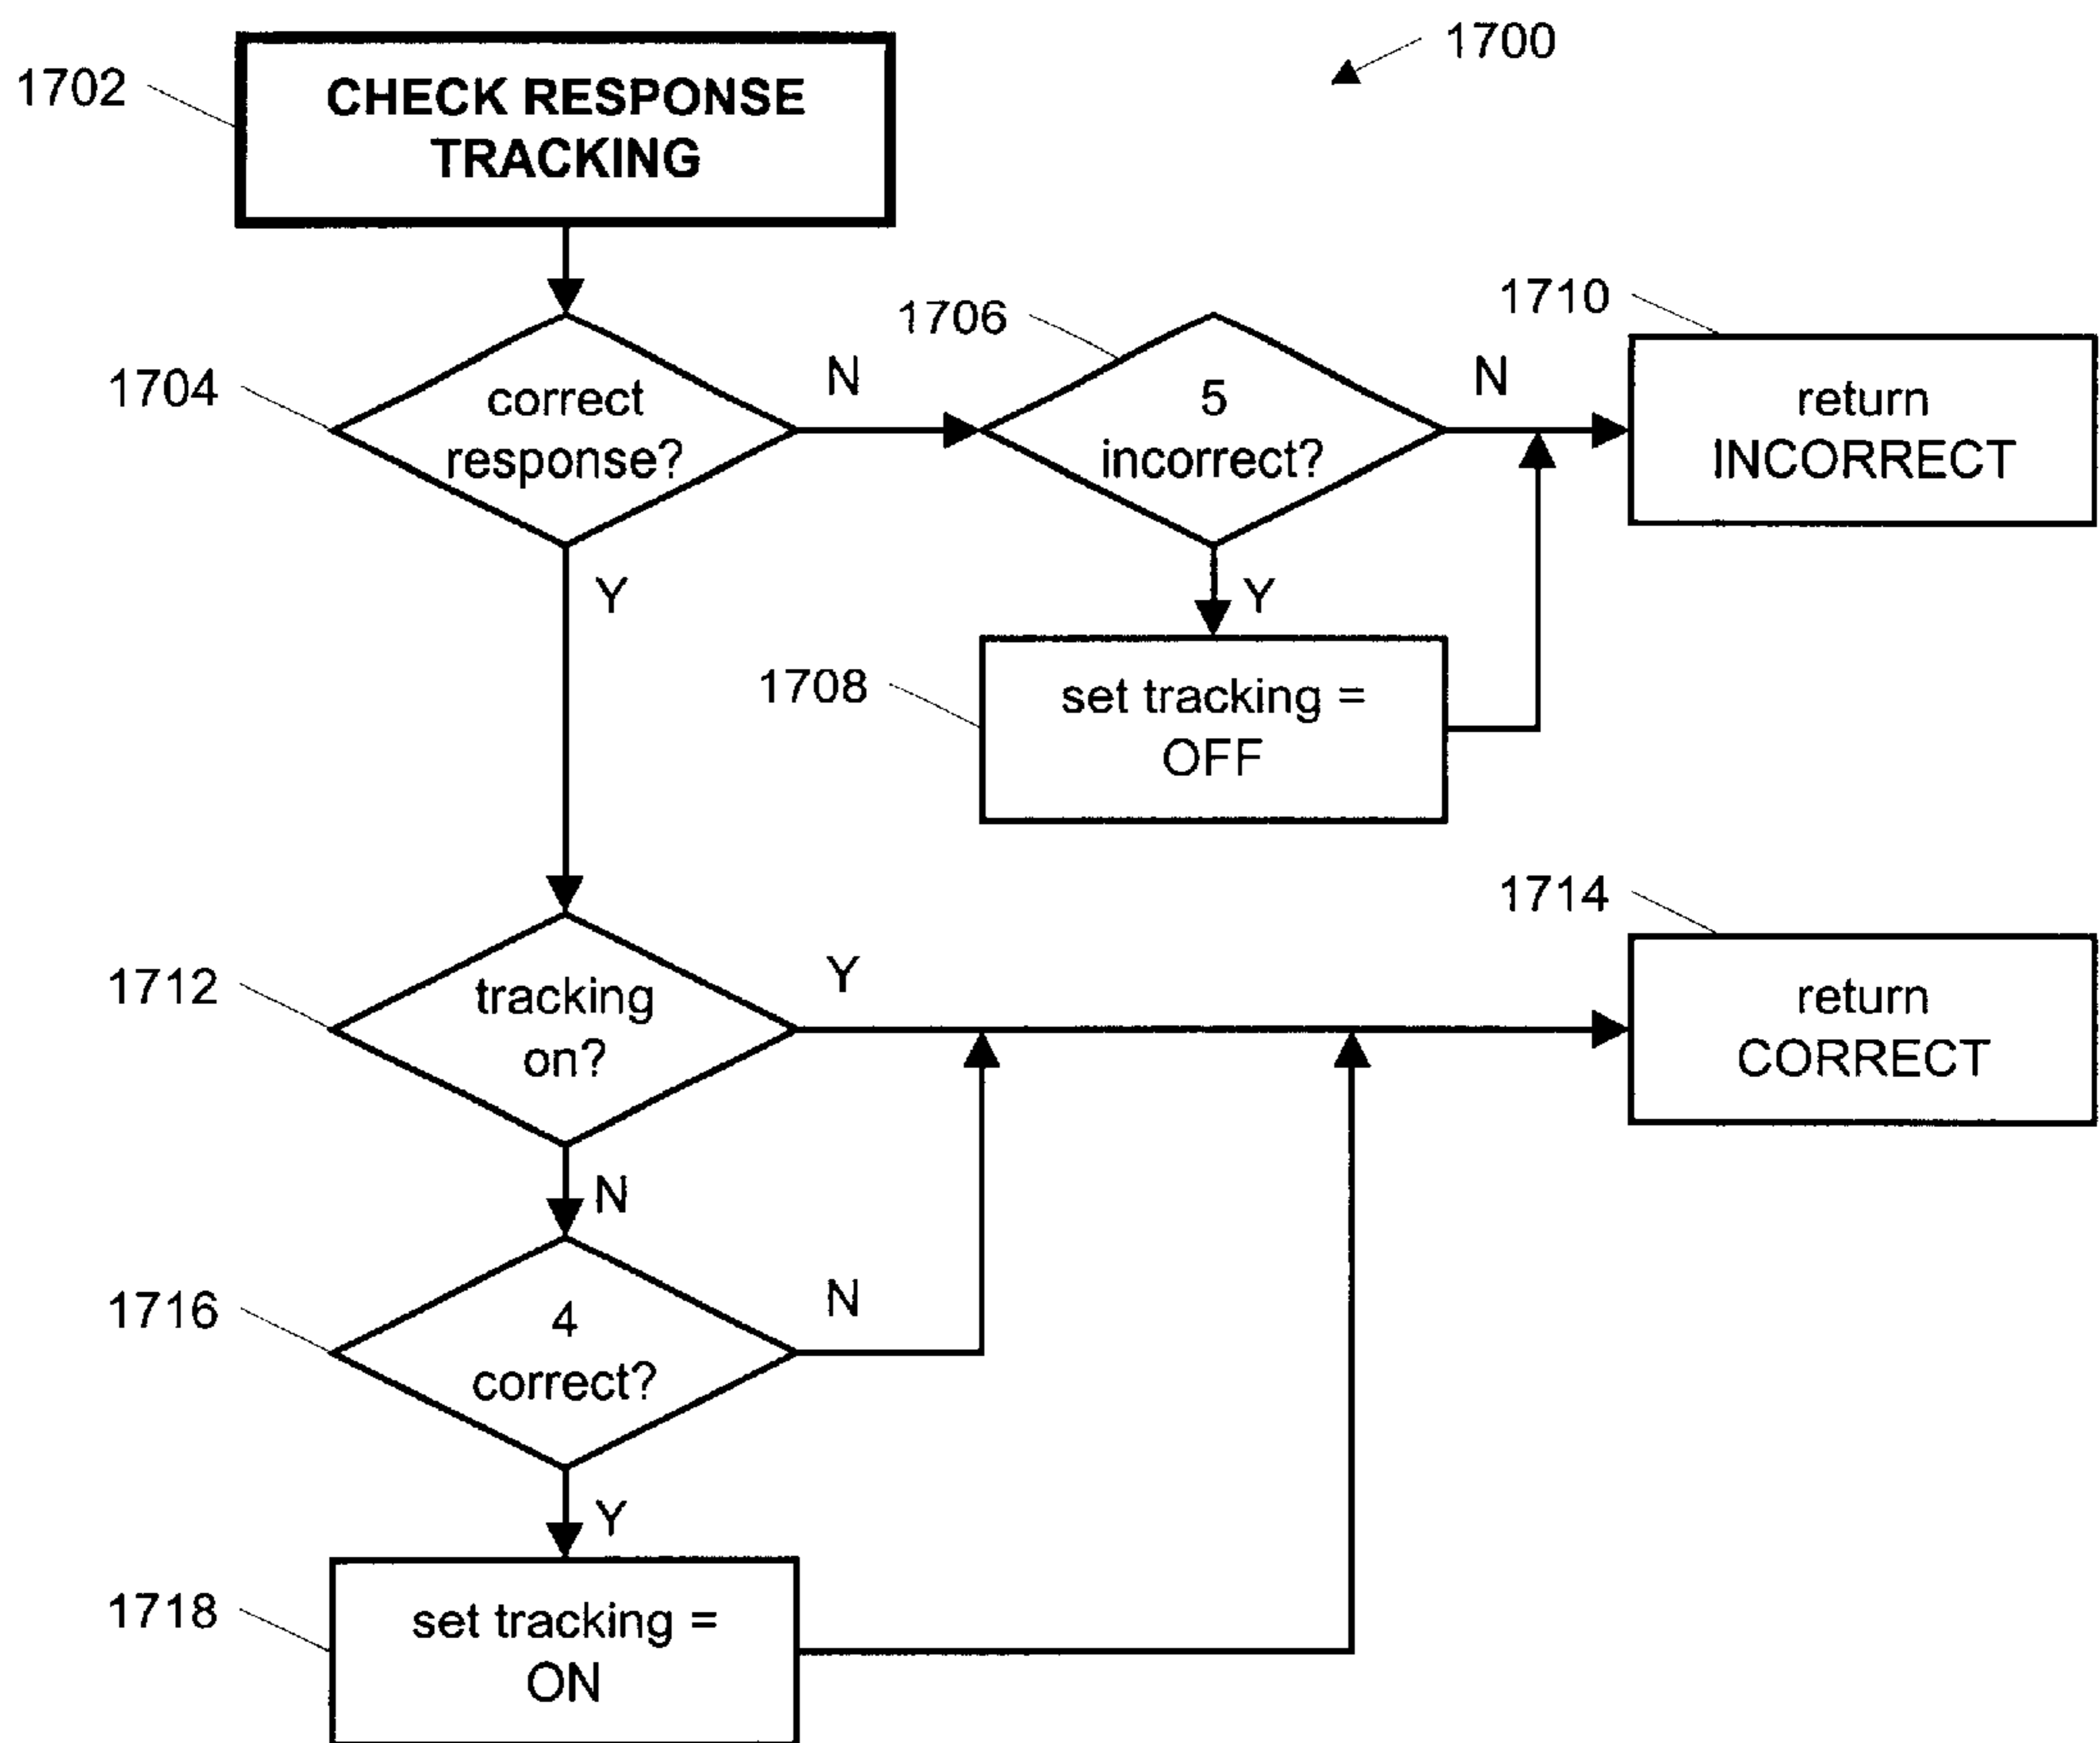 1700
1702
CHECK RESPONSE
TRACKING
1704
correct
response?
N
Y
1706
5
incorrect?
N
Y
1710
return
INCORRECT
1708
set tracking =
OFF
1712
tracking
on?
Y
N
1714
return
CORRECT
1716
4
correct?
N
Y
1718
set tracking =
ON